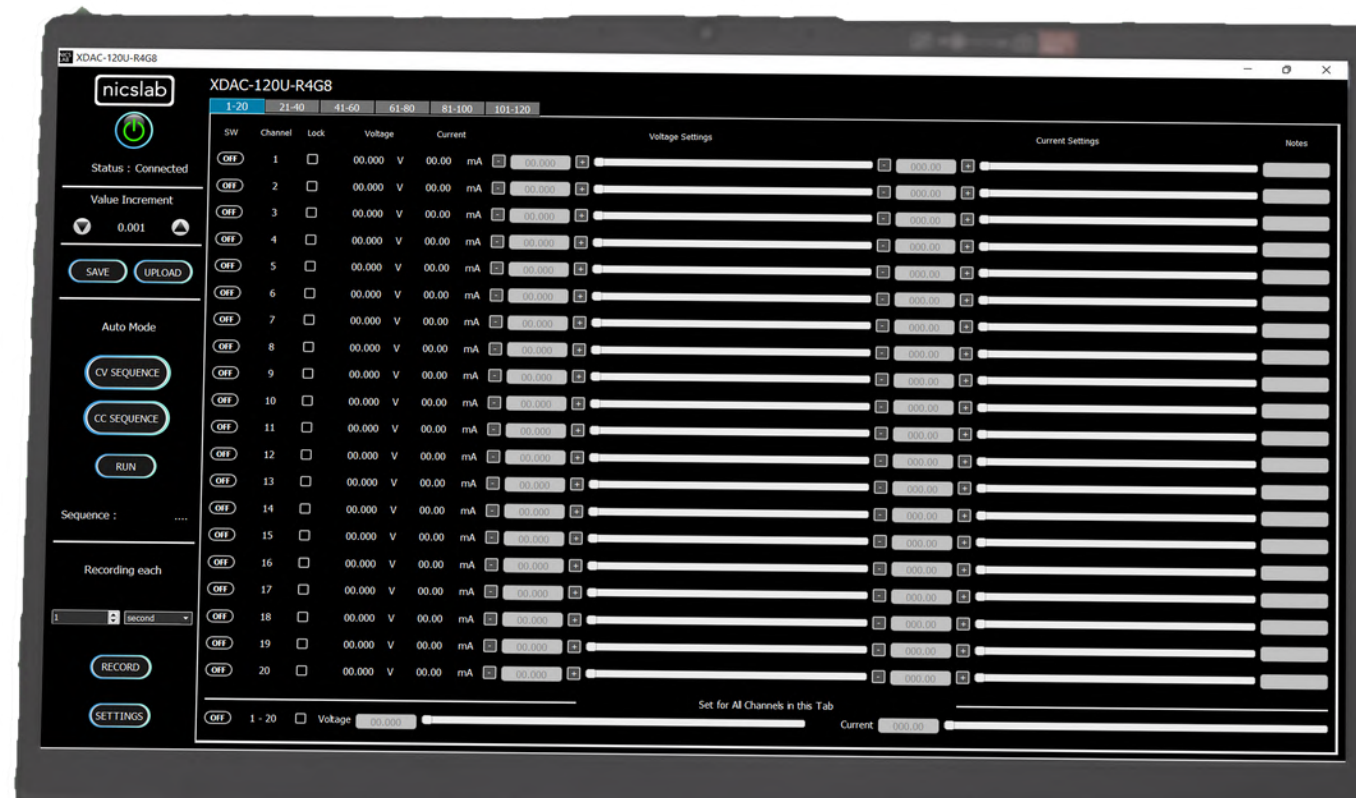 NICS LAB XDAC-120U-R4G8
nicslab
XDAC-120U-R4G8
1-20 21-40 41-60 61-80 81-100 101-120
Status : Connected
Value Increment
0.001
SAVE UPLOAD
Auto Mode
CV SEQUENCE
CC SEQUENCE
RUN
Sequence : ....
Recording each
1 second
RECORD
SETTINGS
SW Channel Lock Voltage Current Voltage Settings Current Settings Notes
OFF 1 00.000 V 00.00 mA - 00.000 + - 000.00 +
OFF 2 00.000 V 00.00 mA - 00.000 + - 000.00 +
OFF 3 00.000 V 00.00 mA - 00.000 + - 000.00 +
OFF 4 00.000 V 00.00 mA - 00.000 + - 000.00 +
OFF 5 00.000 V 00.00 mA - 00.000 + - 000.00 +
OFF 6 00.000 V 00.00 mA - 00.000 + - 000.00 +
OFF 7 00.000 V 00.00 mA - 00.000 + - 000.00 +
OFF 8 00.000 V 00.00 mA - 00.000 + - 000.00 +
OFF 9 00.000 V 00.00 mA - 00.000 + - 000.00 +
OFF 10 00.000 V 00.00 mA - 00.000 + - 000.00 +
OFF 11 00.000 V 00.00 mA - 00.000 + - 000.00 +
OFF 12 00.000 V 00.00 mA - 00.000 + - 000.00 +
OFF 13 00.000 V 00.00 mA - 00.000 + - 000.00 +
OFF 14 00.000 V 00.00 mA - 00.000 + - 000.00 +
OFF 15 00.000 V 00.00 mA - 00.000 + - 000.00 +
OFF 16 00.000 V 00.00 mA - 00.000 + - 000.00 +
OFF 17 00.000 V 00.00 mA - 00.000 + - 000.00 +
OFF 18 00.000 V 00.00 mA - 00.000 + - 000.00 +
OFF 19 00.000 V 00.00 mA - 00.000 + - 000.00 +
OFF 20 00.000 V 00.00 mA - 00.000 + - 000.00 +
Set for All Channels in this Tab
OFF 1 - 20 Voltage 00.000 Current 000.00